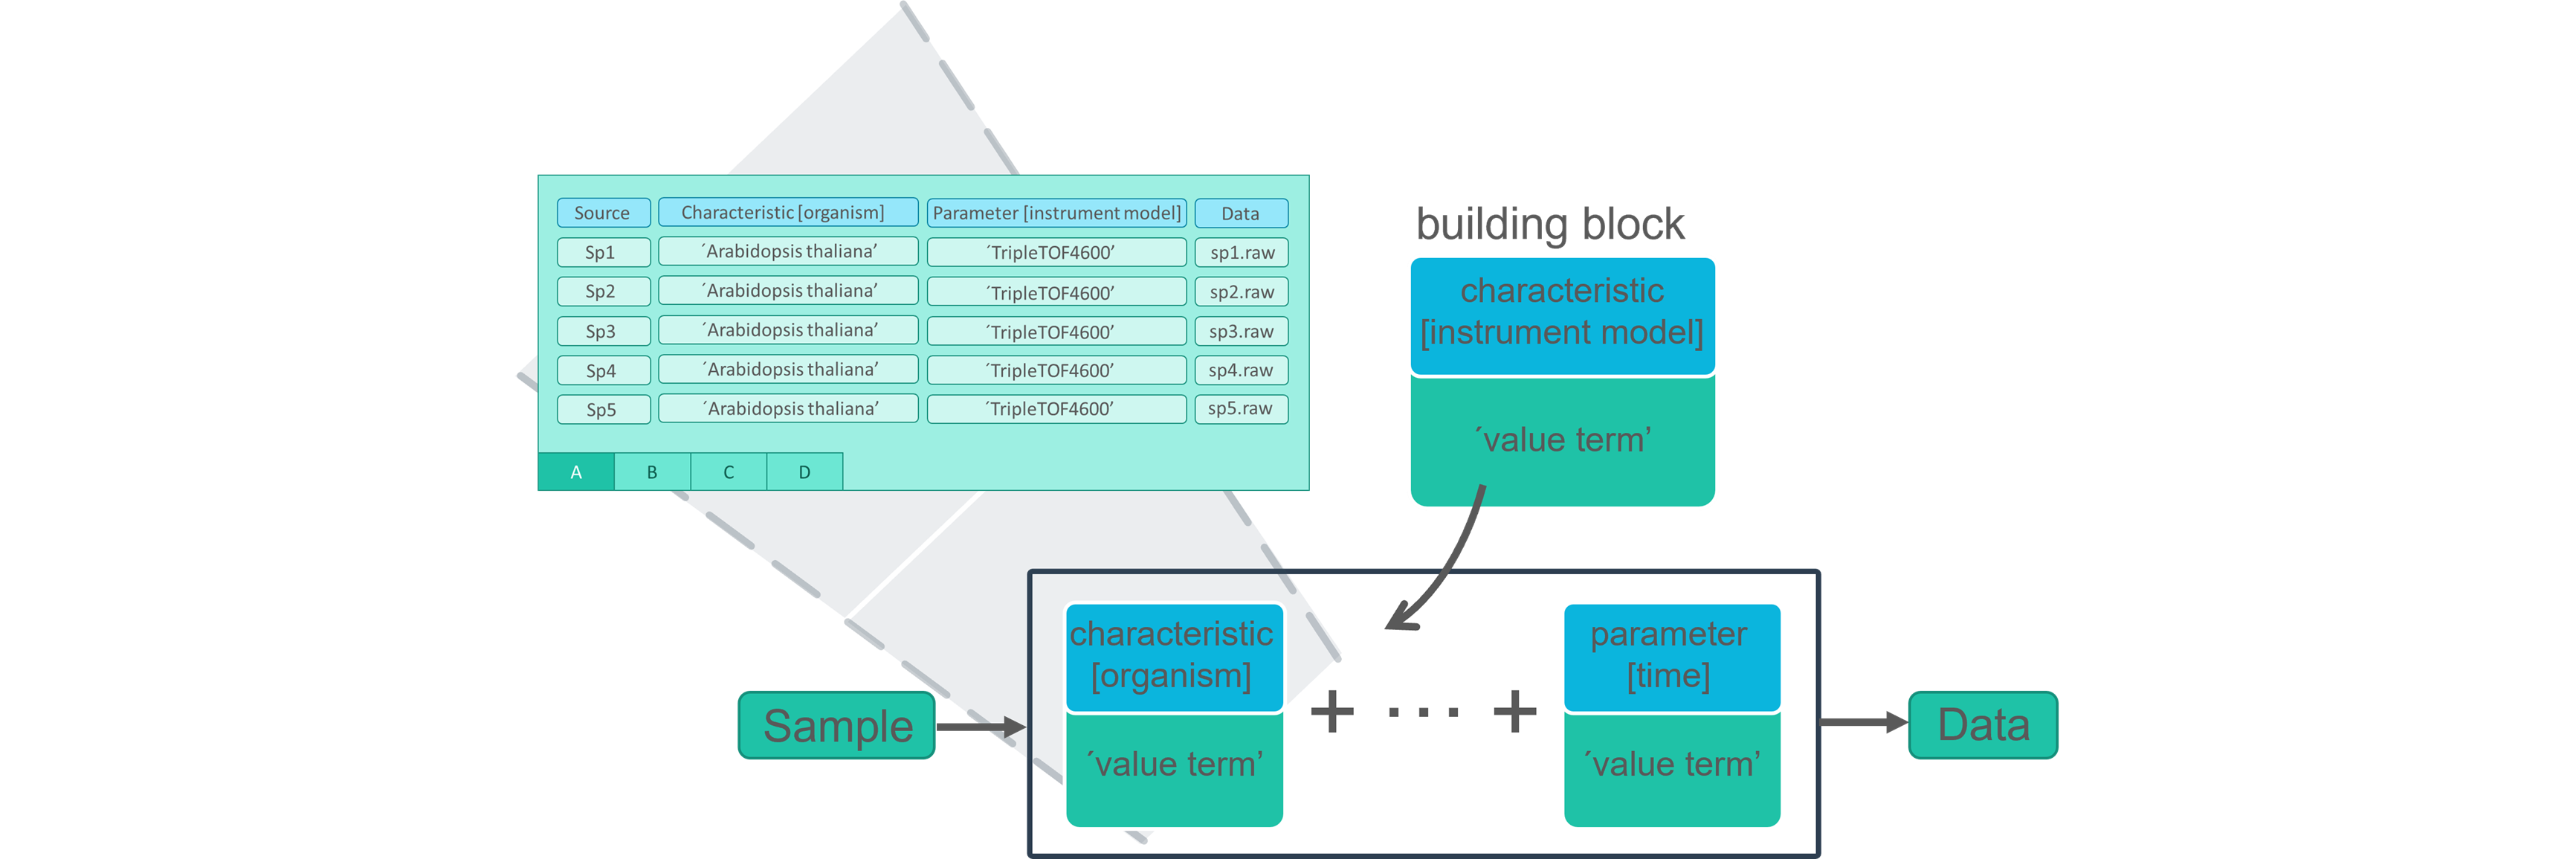 Source Characteristic [organism] Parameter [instrument model] Data
Sp1 ´Arabidopsis thaliana’ ´TripleTOF4600’ sp1.raw
Sp2 ´Arabidopsis thaliana’ ´TripleTOF4600’ sp2.raw
Sp3 ´Arabidopsis thaliana’ ´TripleTOF4600’ sp3.raw
Sp4 ´Arabidopsis thaliana’ ´TripleTOF4600’ sp4.raw
Sp5 ´Arabidopsis thaliana’ ´TripleTOF4600’ sp5.raw
A B C D
building block
characteristic
[instrument model]
´value term’
Sample
characteristic
[organism]
´value term’
+ ... +
parameter
[time]
´value term’
Data